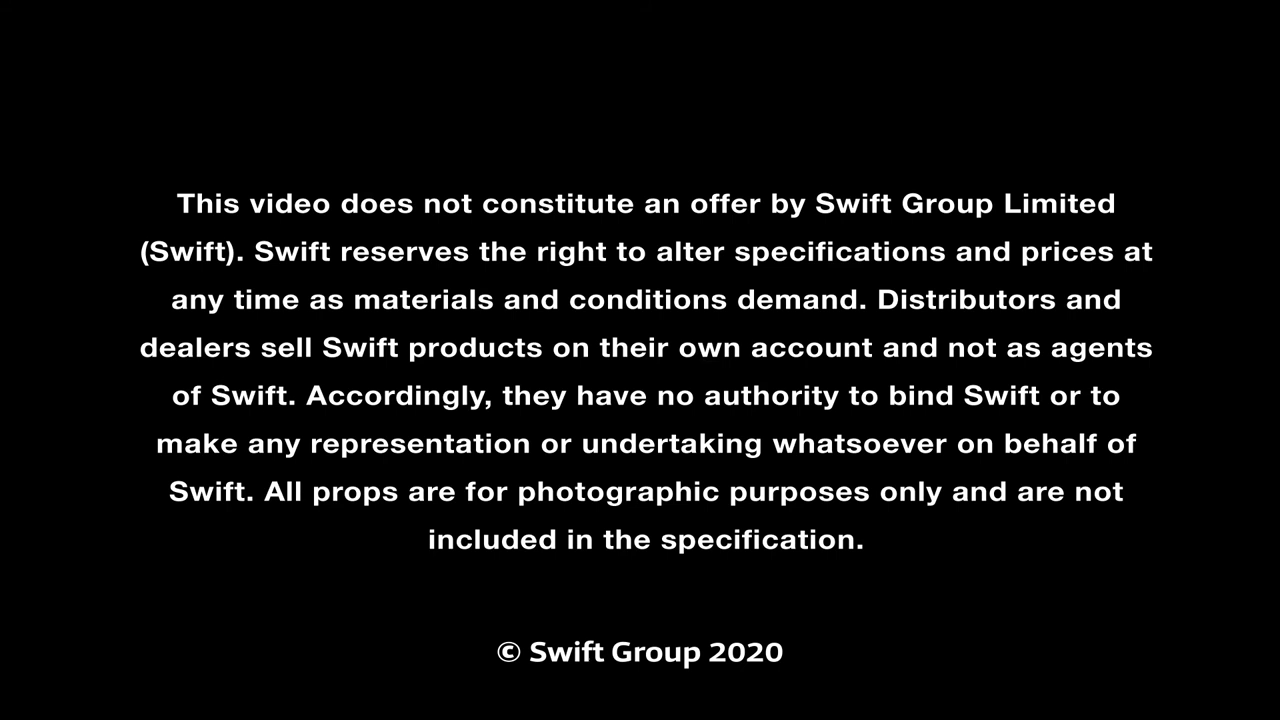 This video does not constitute an offer by Swift Group Limited
(Swift). Swift reserves the right to alter specifications and prices at
any time as materials and conditions demand. Distributors and
dealers sell Swift products on their own account and not as agents
of Swift. Accordingly, they have no authority to bind Swift or to
make any representation or undertaking whatsoever on behalf of
Swift. All props are for photographic purposes only and are not
included in the specification.
© Swift Group 2020